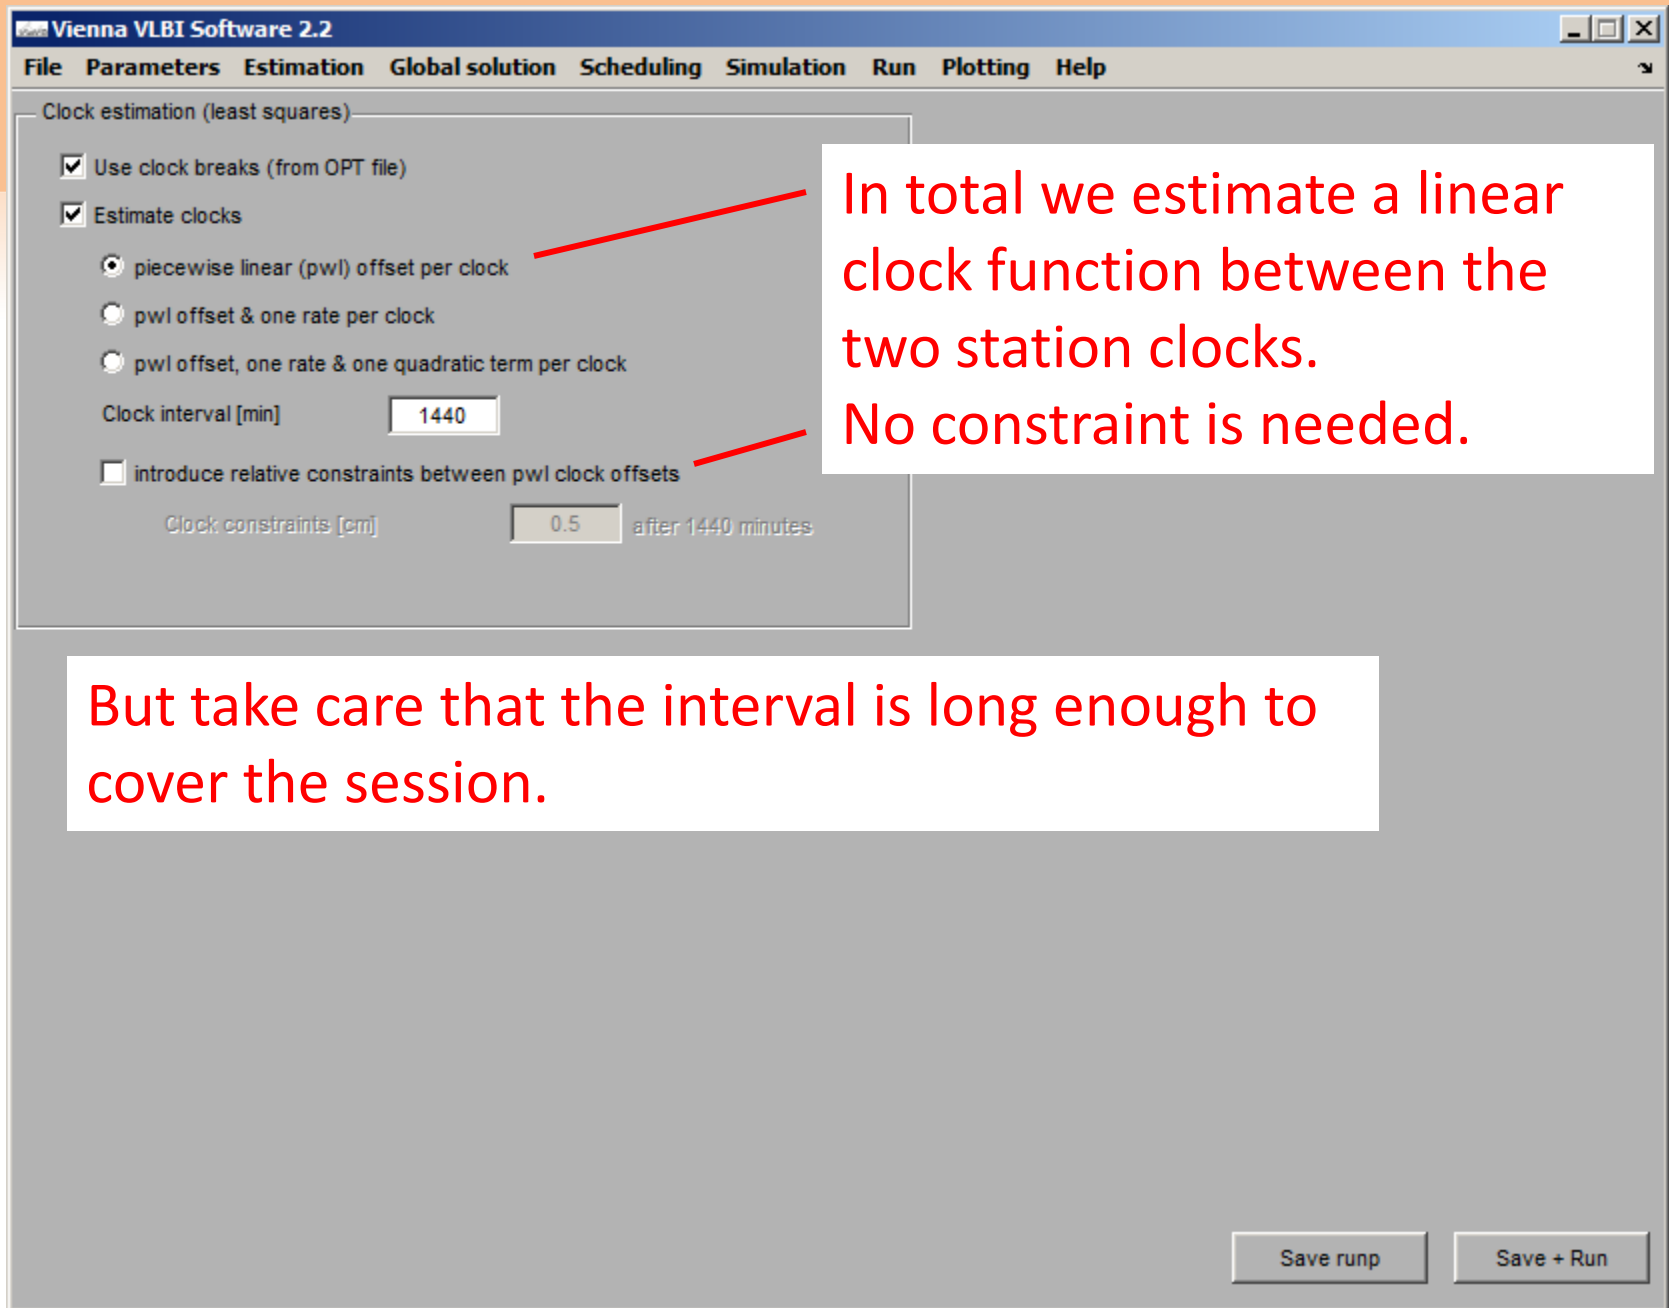 Vienna VLBI Software 2.2
File Parameters Estimation Global solution Scheduling Simulation Run Plotting Help
Clock estimation (least squares)
Use clock breaks (from OPT file)
Estimate clocks
piecewise linear (pwl) offset per clock
pwl offset & one rate per clock
pwl offset, one rate & one quadratic term per clock
Clock interval [min] 1440
introduce relative constraints between pwl clock offsets
Clock constraints [cm] 0.5 after 1440 minutes
In total we estimate a linear
clock function between the
two station clocks.
No constraint is needed.
But take care that the interval is long enough to
cover the session.
Save runp Save + Run